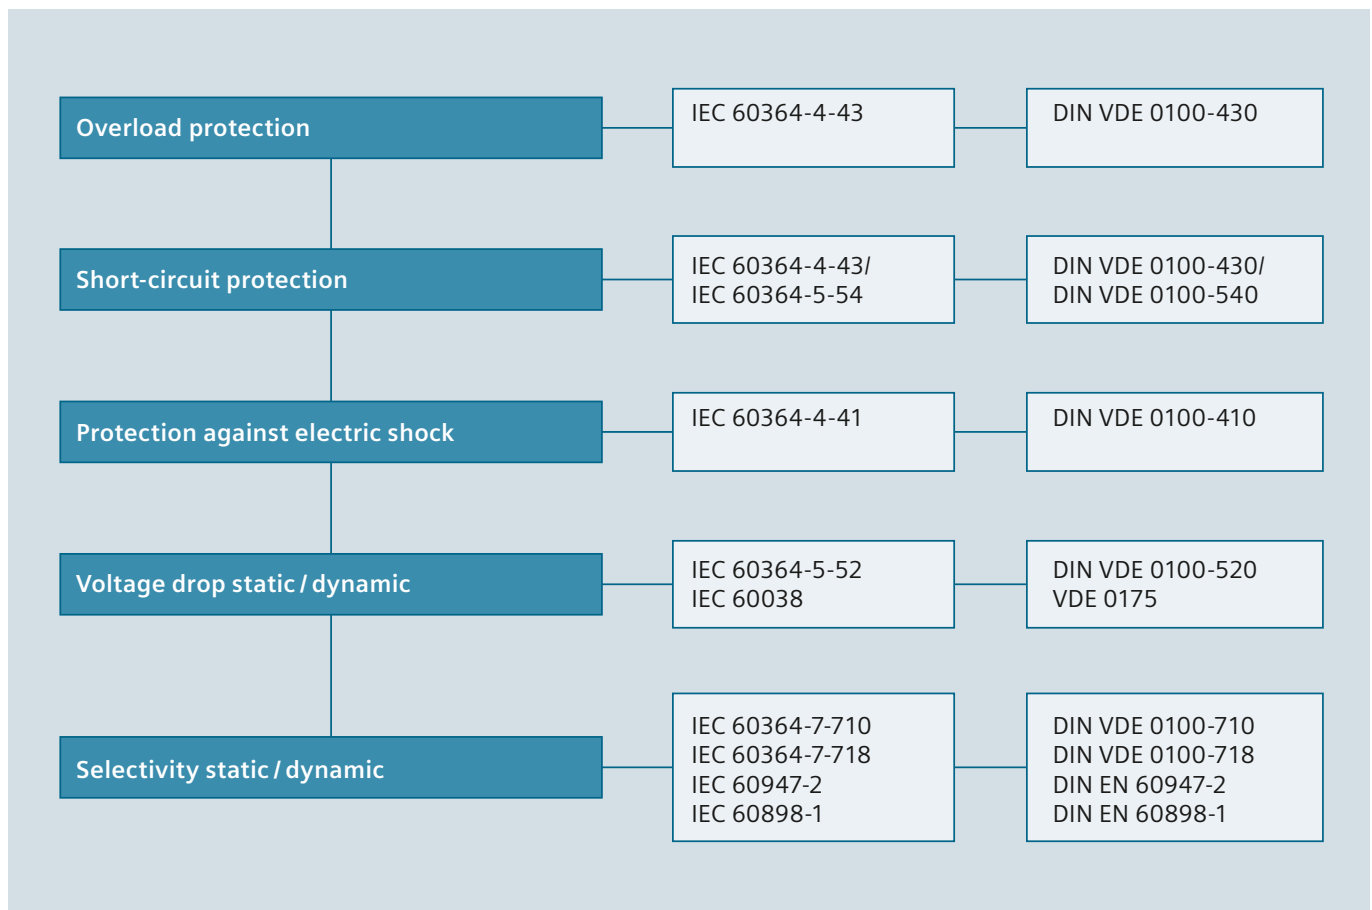 Overload protection
IEC 60364-4-43
DIN VDE 0100-430
Short-circuit protection
IEC 60364-4-43/
IEC 60364-5-54
DIN VDE 0100-430/
DIN VDE 0100-540
Protection against electric shock
IEC 60364-4-41
DIN VDE 0100-410
Voltage drop static / dynamic
IEC 60364-5-52
IEC 60038
DIN VDE 0100-520
VDE 0175
Selectivity static / dynamic
IEC 60364-7-710
IEC 60364-7-718
IEC 60947-2
IEC 60898-1
DIN VDE 0100-710
DIN VDE 0100-718
DIN EN 60947-2
DIN EN 60898-1